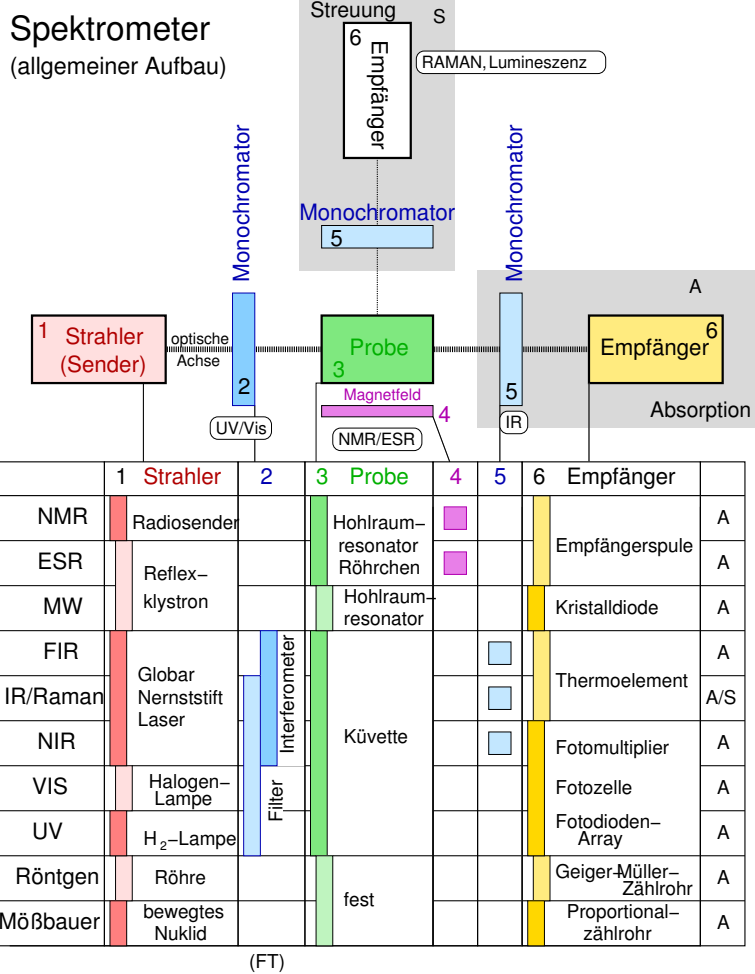 Spektrometer
(allgemeiner Aufbau)
Streuung
S
6
Empfänger
RAMAN, Lumineszenz
Monochromator
Monochromator
5
Monochromator
A
1
Strahler
(Sender)
optische
Achse
2
Probe
3
5
Empfänger
6
Absorption
Magnetfeld
4
UV/Vis
NMR/ESR
IR
1 Strahler 2 3 Probe 4 5 6 Empfänger
NMR
Radiosender
Hohlraum–
resonator
Röhrchen
Empfängerspule
A
ESR
Reflex–
klystron
A
MW
Hohlraum–
resonator
Kristalldiode
A
FIR
Globar
Nernststift
Laser
Interferometer
Küvette
Thermoelement
A
IR/Raman
A/S
NIR
Fotomultiplier
A
VIS
Halogen–
Lampe
Filter
Fotozelle
A
UV
H2–Lampe
Fotodioden–
Array
A
Röntgen
Röhre
fest
Geiger–Müller–
Zählrohr
A
Mößbauer
bewegtes
Nuklid
Proportional–
zählrohr
A
(FT)